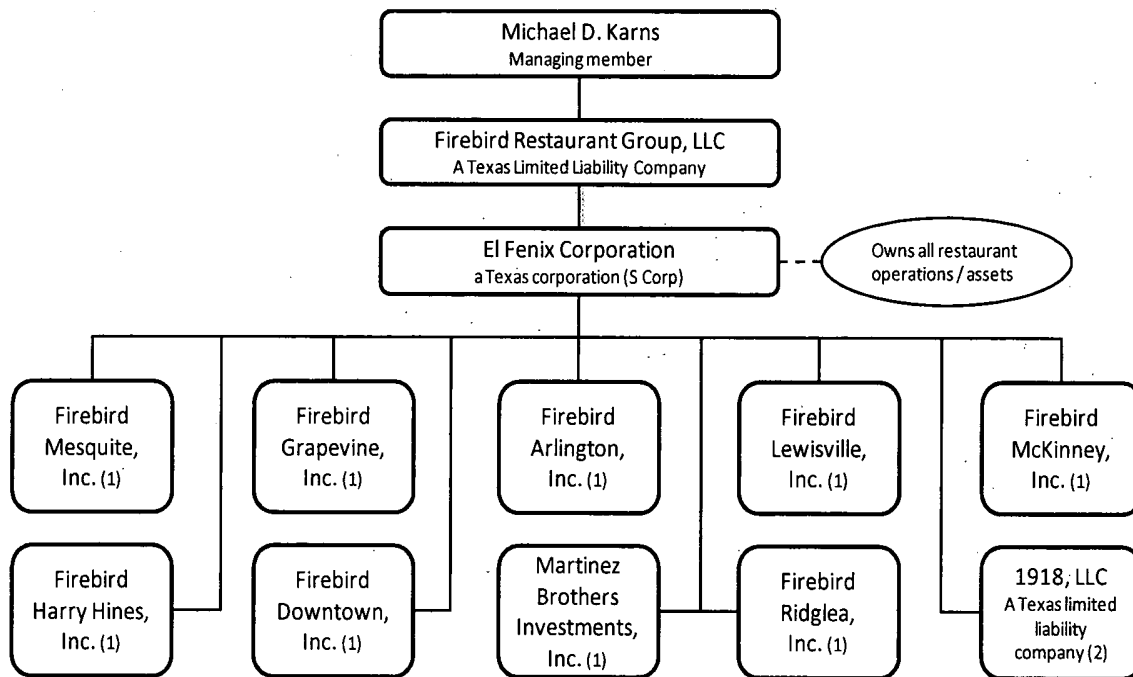 Michael D. Karns
Managing member
Firebird Restaurant Group, LLC
A Texas Limited Liability Company
El Fenix Corporation
a Texas corporation (S Corp)
Owns all restaurant
operations / assets
Firebird
Mesquite,
Inc. (1)
Firebird
Grapevine,
Inc. (1)
Firebird
Arlington,
Inc. (1)
Firebird
Lewisville,
Inc. (1)
Firebird
McKinney,
Inc. (1)
Firebird
Harry Hines,
Inc. (1)
Firebird
Downtown,
Inc. (1)
Martinez
Brothers
Investments,
Inc. (1)
Firebird
Ridglea,
Inc. (1)
1918, LLC
A Texas limited
liability
company (2)